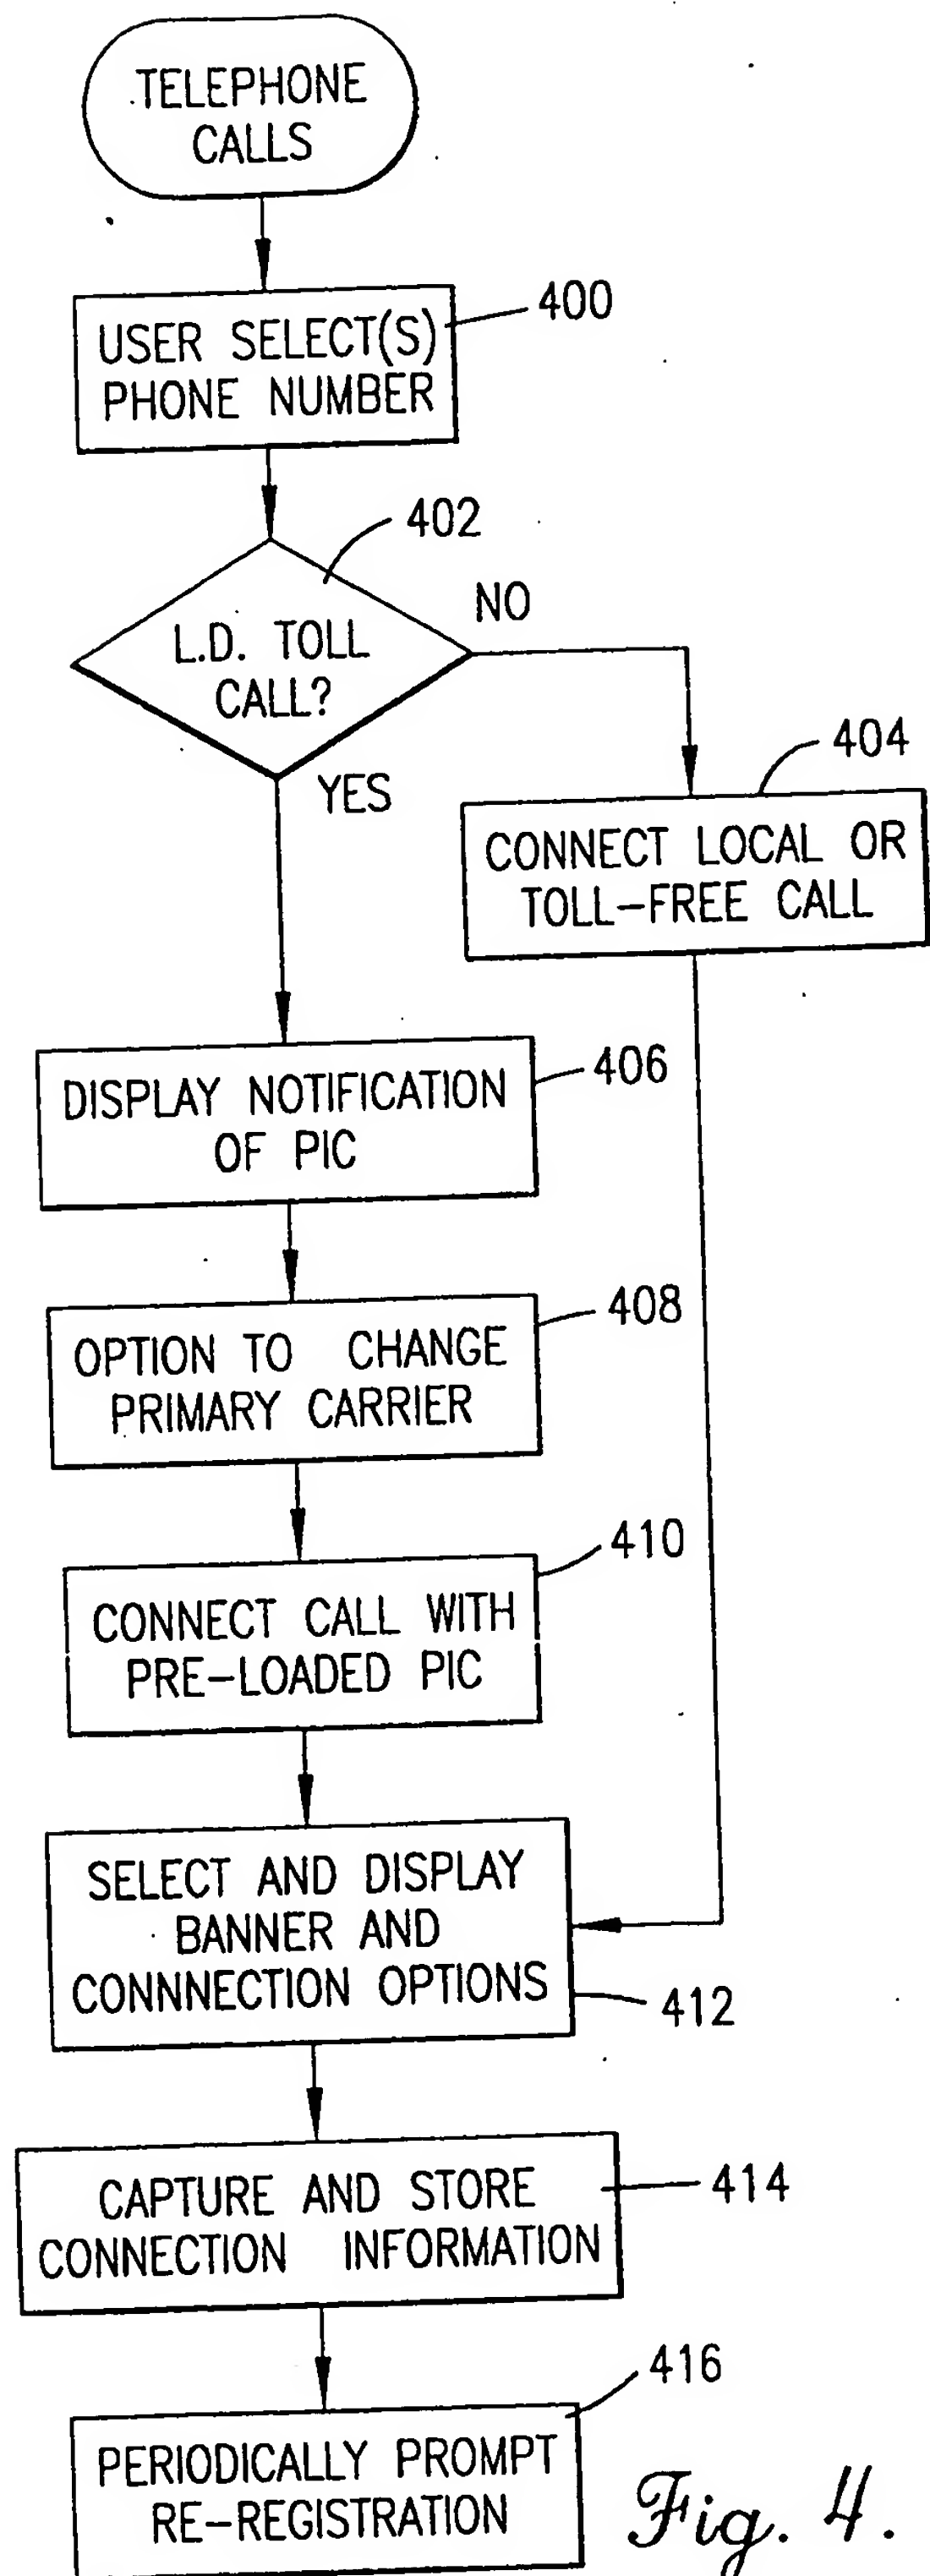 TELEPHONE
CALLS
400
USER SELECT(S)
PHONE NUMBER
402
NO
L.D. TOLL
CALL?
YES
404
CONNECT LOCAL OR
TOLL-FREE CALL
406
DISPLAY NOTIFICATION
OF PIC
408
OPTION TO CHANGE
PRIMARY CARRIER
410
CONNECT CALL WITH
PRE-LOADED PIC
SELECT AND DISPLAY
BANNER AND
CONNNECTION OPTIONS
412
CAPTURE AND STORE
CONNECTION INFORMATION
414
416
PERIODICALLY PROMPT
RE-REGISTRATION
Fig. 4.